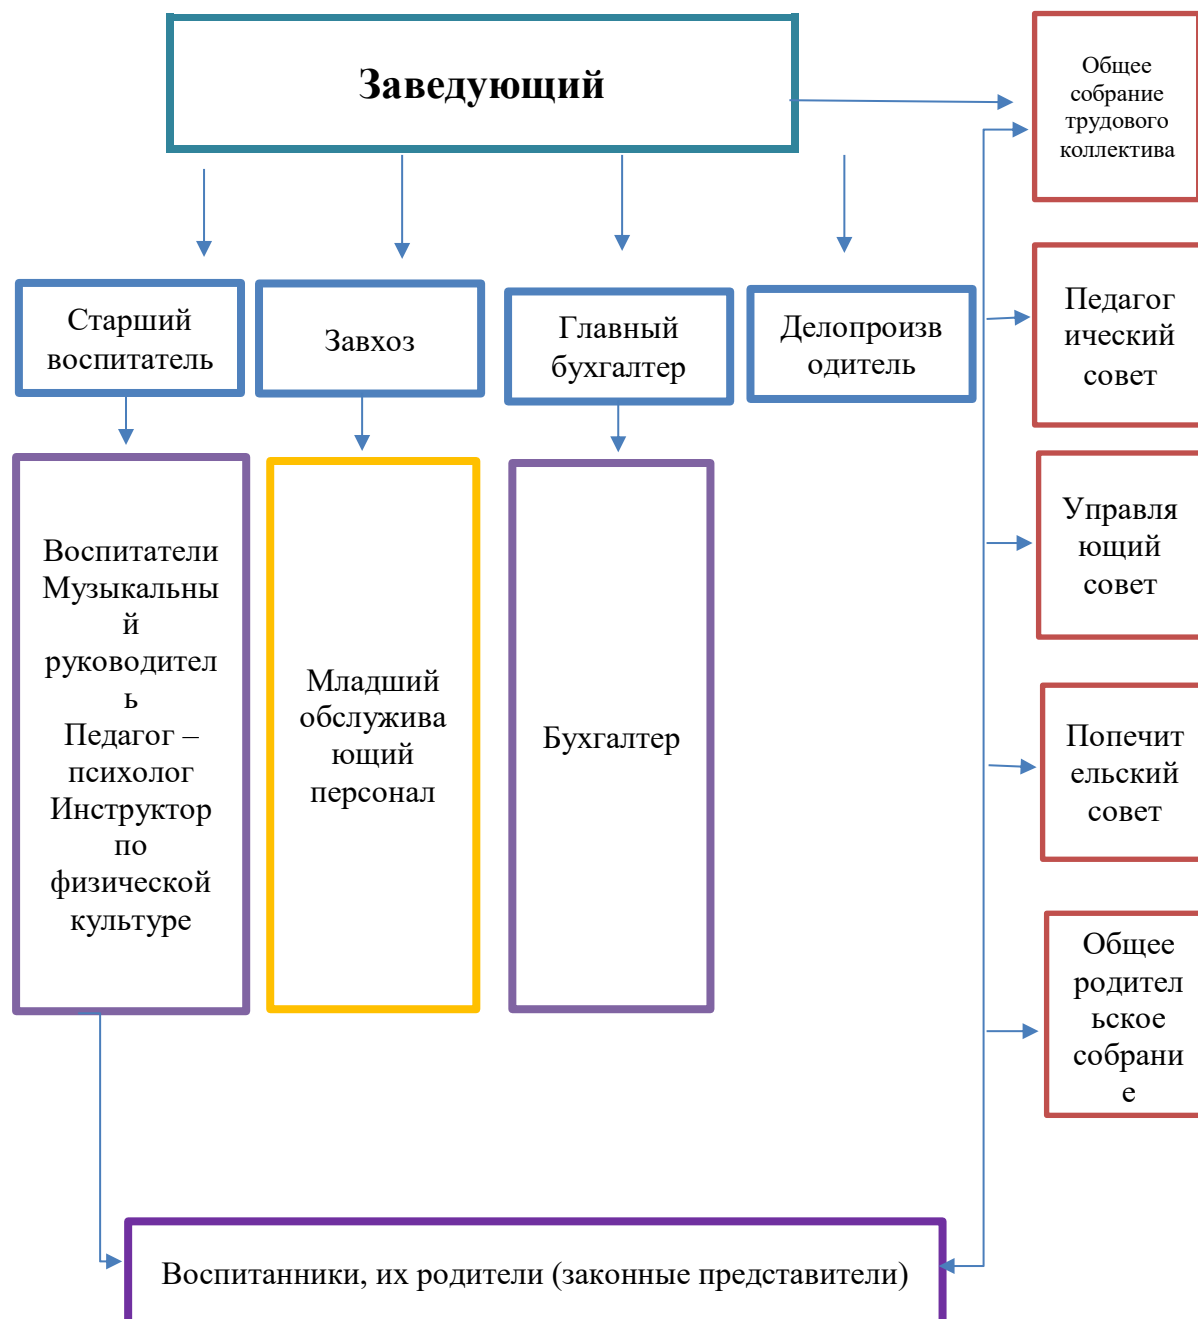 Заведующий
Общее
собрание
трудового
коллектива
Старший
воспитатель
Завхоз
Главный
бухгалтер
Делопроизв
одитель
Педагог
ический
совет
Воспитатели
Музыкальны
й
руководител
ь
Педагог –
психолог
Инструктор
по
физической
культуре
Младший
обслужива
ющий
персонал
Бухгалтер
Управля
ющий
совет
Попечит
ельский
совет
Общее
родител
ьское
собрани
е
Воспитанники, их родители (законные представители)